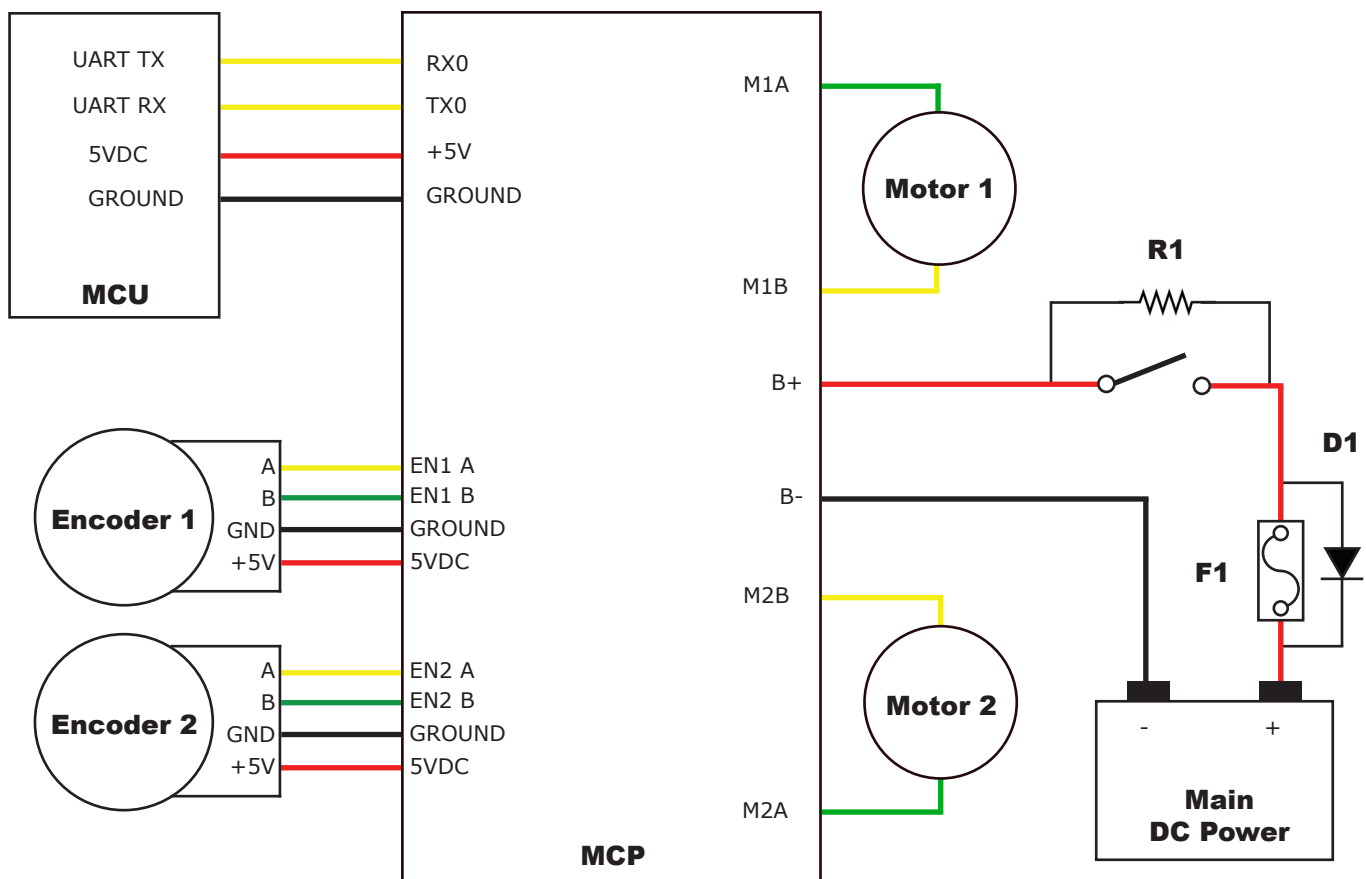 UART TX
UART RX
5VDC
GROUND
MCU
RX0
TX0
+5V
GROUND
M1A
Motor 1
M1B
R1
B+
D1
B-
F1
Encoder 1
A
B
GND
+5V
EN1 A
EN1 B
GROUND
5VDC
Encoder 2
A
B
GND
+5V
EN2 A
EN2 B
GROUND
5VDC
M2B
Motor 2
M2A
MCP
- +
Main
DC Power